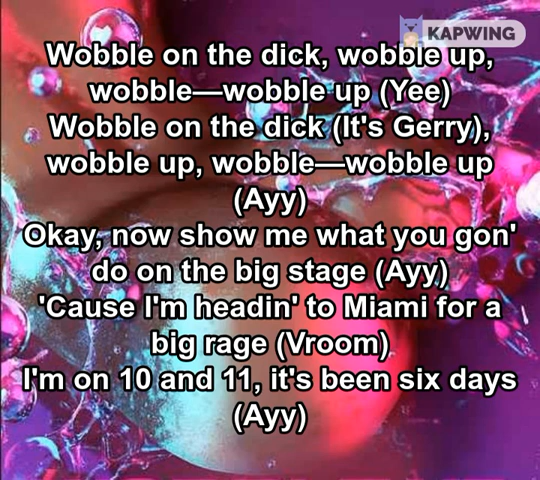 KAPWING
Wobble on the dick, wobble up,
wobble—wobble up (Yee)
Wobble on the dick (It's Gerry),
wobble up, wobble—wobble up
(Ayy)
Okay, now show me what you gon'
do on the big stage (Ayy)
'Cause I'm headin' to Miami for a
big rage (Vroom)
I'm on 10 and 11, it's been six days
(Ayy)